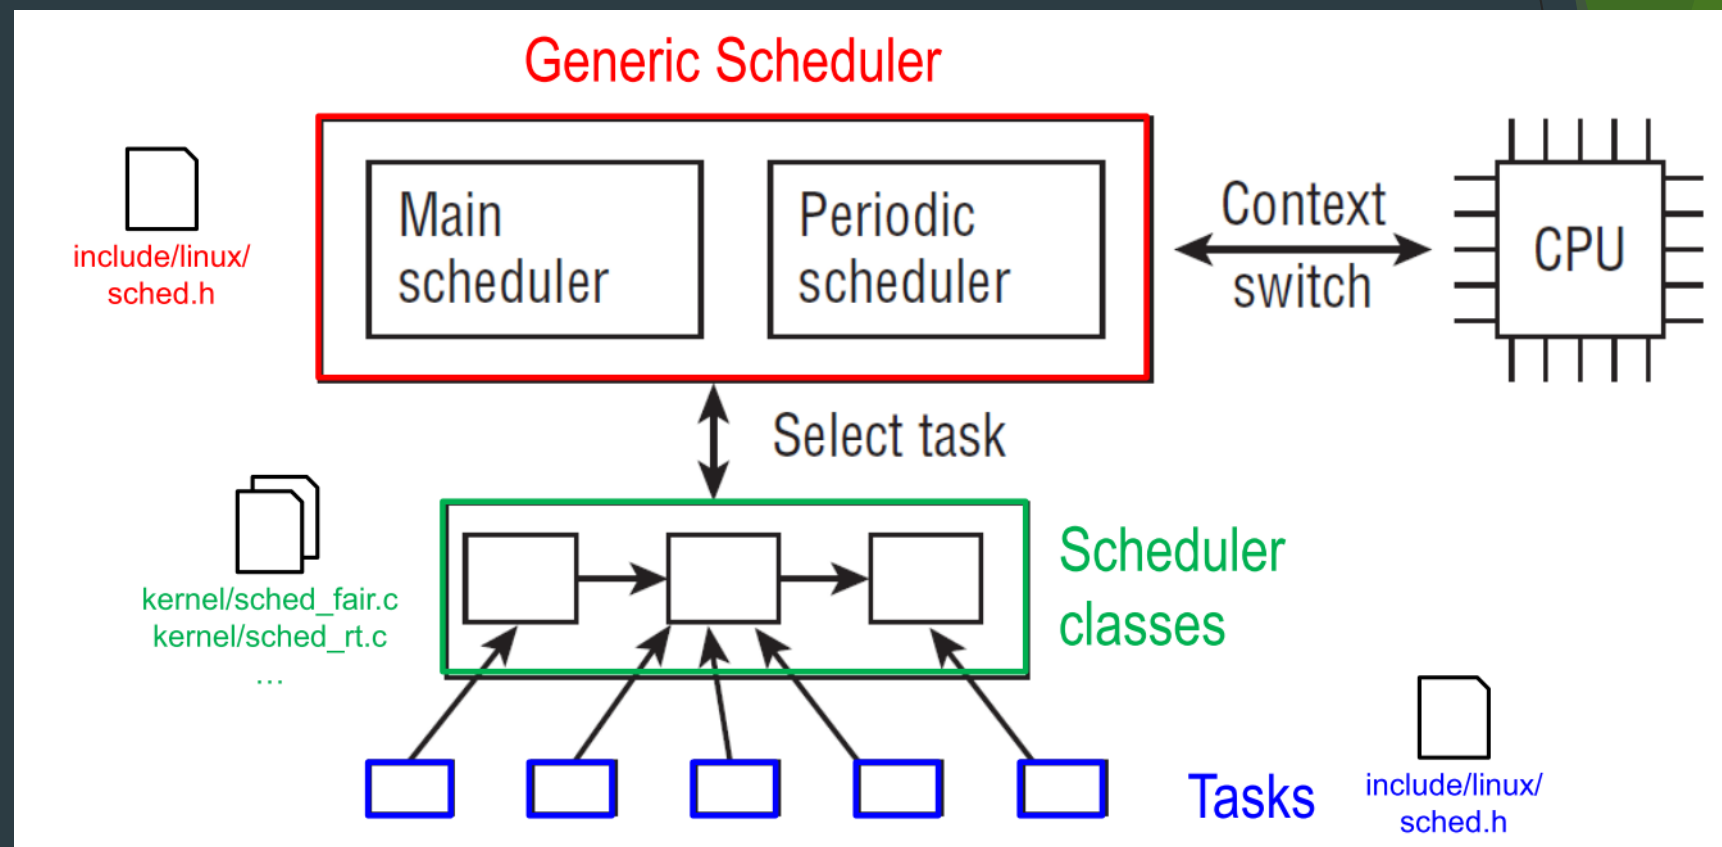 Generic Scheduler
include/linux/
sched.h
Main
scheduler
Periodic
scheduler
Context
switch
CPU
Select task
kernel/sched_fair.c
kernel/sched_rt.c
...
Scheduler
classes
Tasks
include/linux/
sched.h